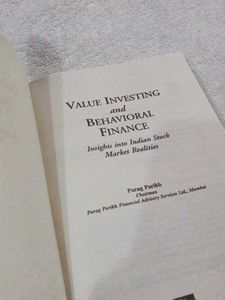 VALUE INVESTING
and
BEHAVIORAL
FINANCE
Insights into Indian Stock
Market Realities
Parag Parikh
Chairman
Parag Parikh Financial Advisory Services Ltd., Mumbai